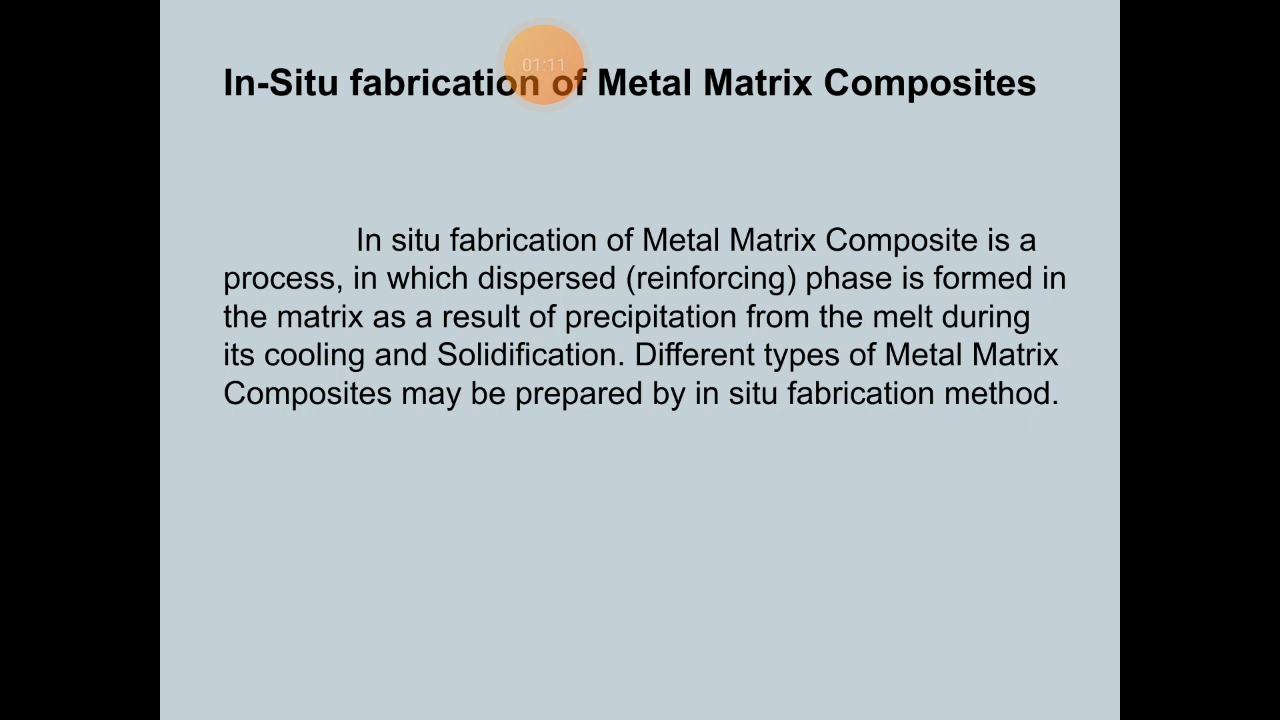 01:11
In-Situ fabrication of Metal Matrix Composites
In situ fabrication of Metal Matrix Composite is a
process, in which dispersed (reinforcing) phase is formed in
the matrix as a result of precipitation from the melt during
its cooling and Solidification. Different types of Metal Matrix
Composites may be prepared by in situ fabrication method.